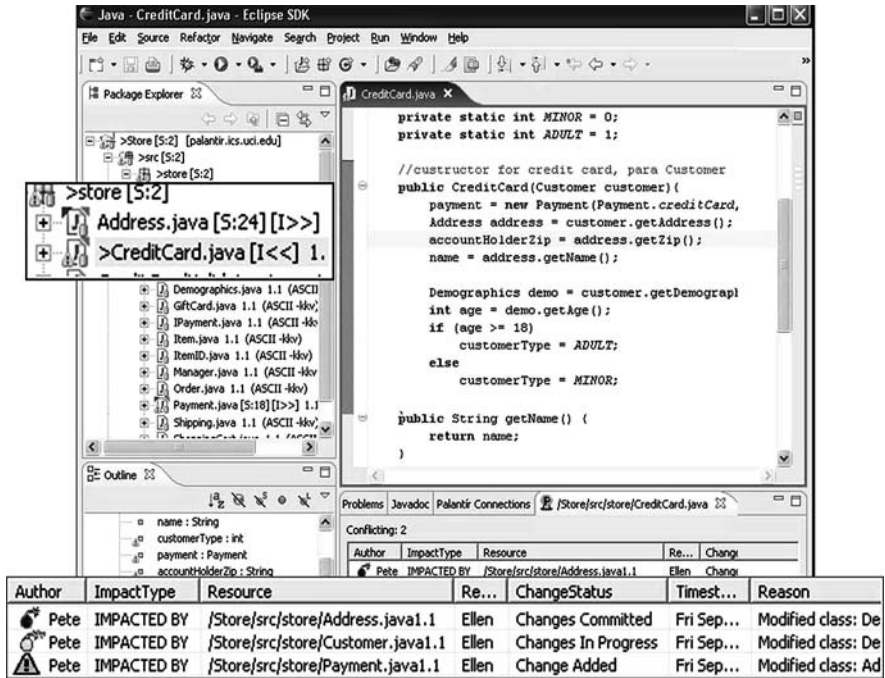 Java - CreditCard.java - Eclipse SDK
File Edit Source Refactor Navigate Search Project Run Window Help
Package Explorer
CreditCard.java
>Store [S:2] [palantir.ics.uci.edu]
>src [S:2]
>store [S:2]
>store [S:2]
Address.java [S:24] [I>>]
>CreditCard.java [I<<] 1.
Demographics.java 1.1 (ASCII
GiftCard.java 1.1 (ASCII -kkv)
IPayment.java 1.1 (ASCII -kk
Item.java 1.1 (ASCII -kkv)
ItemID.java 1.1 (ASCII -kkv)
Manager.java 1.1 (ASCII -kkv
Order.java 1.1 (ASCII -kkv)
Payment.java [S:18] [I>>] 1.1
Shipping.java 1.1 (ASCII -kkv)
private static int MINOR = 0;
private static int ADULT = 1;
//custructor for credit card, para Customer
public CreditCard(Customer customer){
payment = new Payment(Payment.creditCard,
Address address = customer.getAddress();
accountHolderZip = address.getZip();
name = address.getName();
Demographics demo = customer.getDemograpl
int age = demo.getAge();
if (age >= 18)
customerType = ADULT;
else
customerType = MINOR;
public String getName() {
return name;
}
Outline
name : String
customerType : int
payment : Payment
accountHolderZip : String
Problems Javadoc Palantír Connections /Store/src/store/CreditCard.java
Conflicting: 2
Author ImpactType Resource Re... Chang
Pete IMPACTED BY /Store/src/store/Address.java1.1 Ellen Chang
Author ImpactType Resource Re... ChangeStatus Timest... Reason
Pete IMPACTED BY /Store/src/store/Address.java1.1 Ellen Changes Committed Fri Sep... Modified class: De
Pete IMPACTED BY /Store/src/store/Customer.java1.1 Ellen Changes In Progress Fri Sep... Modified class: De
Pete IMPACTED BY /Store/src/store/Payment.java1.1 Ellen Change Added Fri Sep... Modified class: Ad